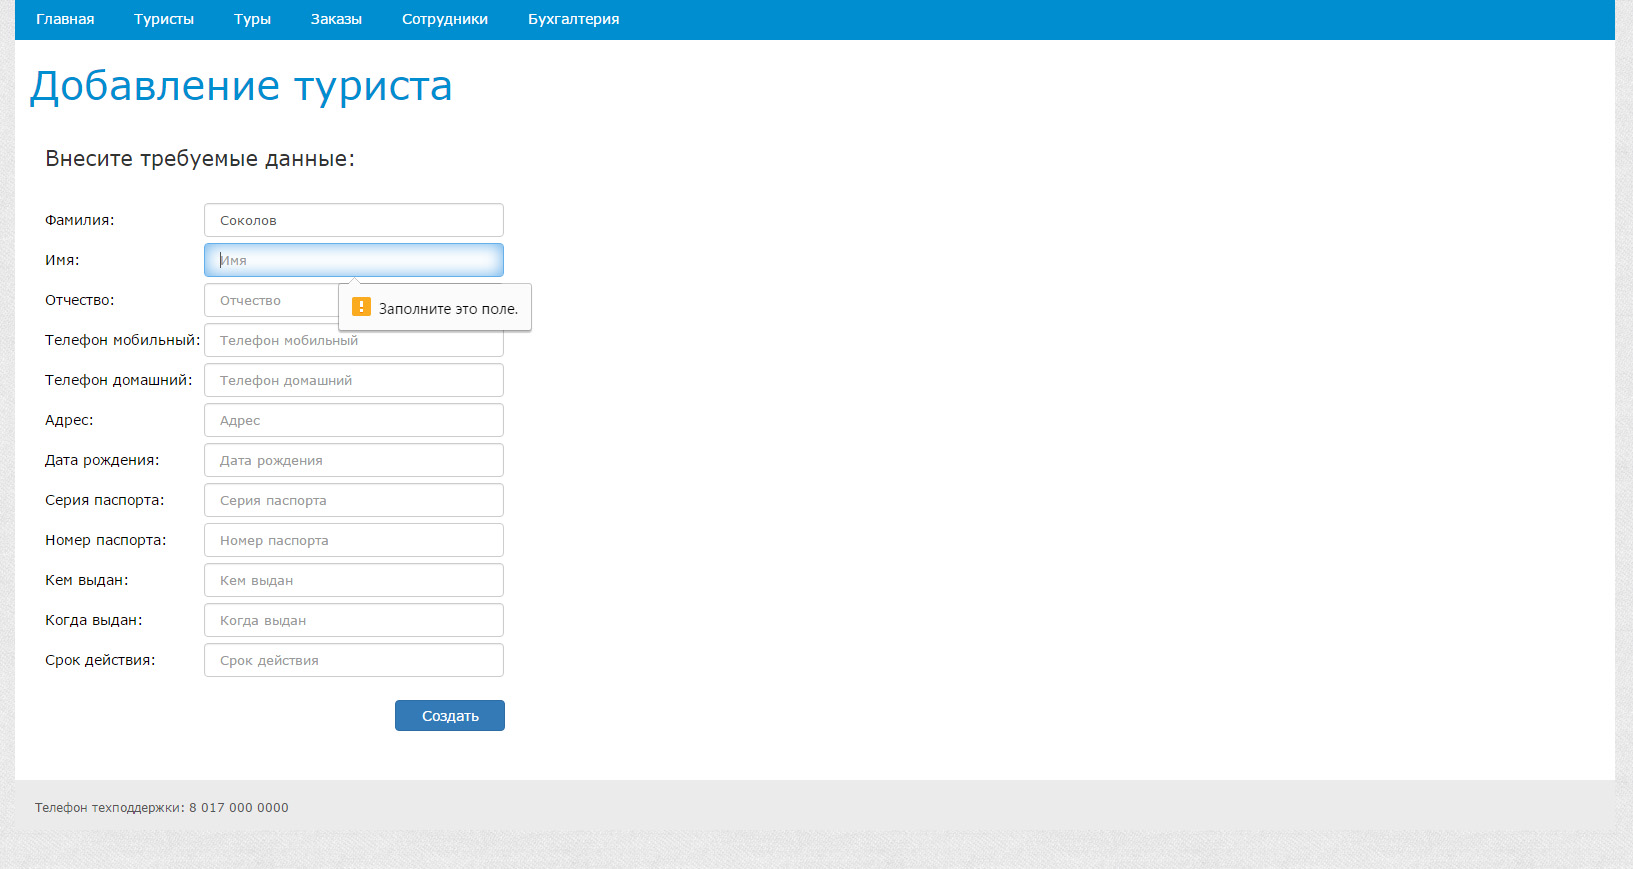 Главная Туристы Туры Заказы Сотрудники Бухгалтерия
Добавление туриста
Внесите требуемые данные:
Фамилия: Соколов
Имя: Имя
Заполните это поле.
Отчество: Отчество
Телефон мобильный: Телефон мобильный
Телефон домашний: Телефон домашний
Адрес: Адрес
Дата рождения: Дата рождения
Серия паспорта: Серия паспорта
Номер паспорта: Номер паспорта
Кем выдан: Кем выдан
Когда выдан: Когда выдан
Срок действия: Срок действия
Создать
Телефон техподдержки: 8 017 000 0000